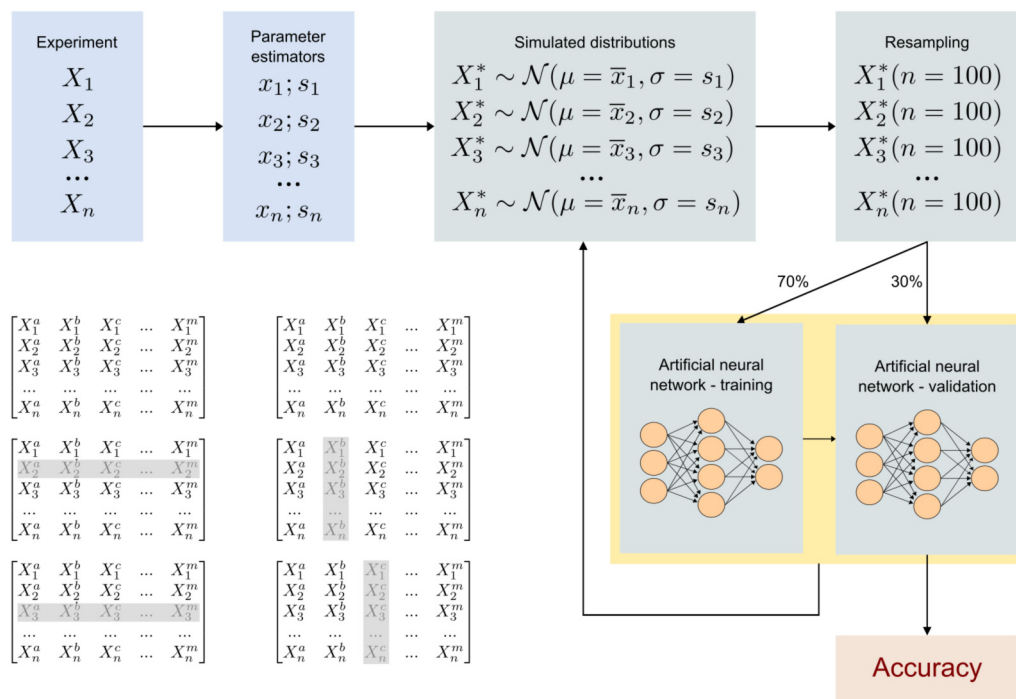 Experiment
X_1
X_2
X_3
...
X_n
Parameter
estimators
x_1; s_1
x_2; s_2
x_3; s_3
...
x_n; s_n
Simulated distributions
X_1^* ∼ 𝒩(μ = x̅_1, σ = s_1)
X_2^* ∼ 𝒩(μ = x̅_2, σ = s_2)
X_3^* ∼ 𝒩(μ = x̅_3, σ = s_3)
...
X_n^* ∼ 𝒩(μ = x̅_n, σ = s_n)
Resampling
X_1^*(n = 100)
X_2^*(n = 100)
X_3^*(n = 100)
...
X_n^*(n = 100)
70%
30%
Artificial neural
network - training
Artificial neural
network - validation
Accuracy
X_1^a X_1^b X_1^c ... X_1^m
X_2^a X_2^b X_2^c ... X_2^m
X_3^a X_3^b X_3^c ... X_3^m
... ... ... ... ...
X_n^a X_n^b X_n^c ... X_n^m
X_1^a X_1^b X_1^c ... X_1^m
X_2^a X_2^b X_2^c ... X_2^m
X_3^a X_3^b X_3^c ... X_3^m
... ... ... ... ...
X_n^a X_n^b X_n^c ... X_n^m
X_1^a X_1^b X_1^c ... X_1^m
X_2^a X_2^b X_2^c ... X_2^m
X_3^a X_3^b X_3^c ... X_3^m
... ... ... ... ...
X_n^a X_n^b X_n^c ... X_n^m
X_1^a X_1^b X_1^c ... X_1^m
X_2^a X_2^b X_2^c ... X_2^m
X_3^a X_3^b X_3^c ... X_3^m
... ... ... ... ...
X_n^a X_n^b X_n^c ... X_n^m
X_1^a X_1^b X_1^c ... X_1^m
X_2^a X_2^b X_2^c ... X_2^m
X_3^a X_3^b X_3^c ... X_3^m
... ... ... ... ...
X_n^a X_n^b X_n^c ... X_n^m
X_1^a X_1^b X_1^c ... X_1^m
X_2^a X_2^b X_2^c ... X_2^m
X_3^a X_3^b X_3^c ... X_3^m
... ... ... ... ...
X_n^a X_n^b X_n^c ... X_n^m